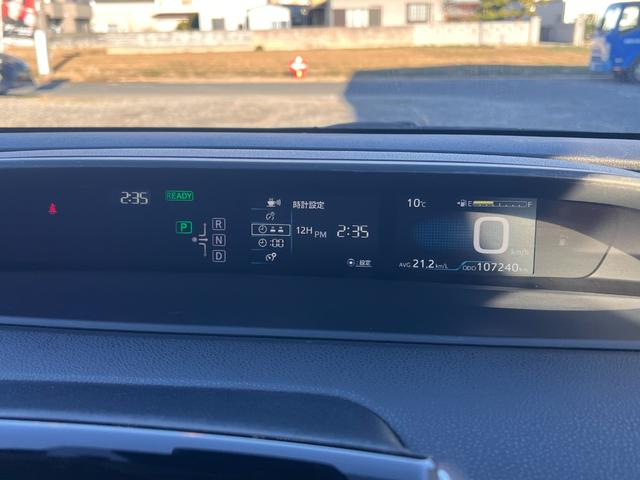 2:35 READY
P
R
N
D
時計設定
12H PM 2:35
:00
:設定
10℃
E F
0 km/h
AVG 21.2 km/L
ODO 107240 km